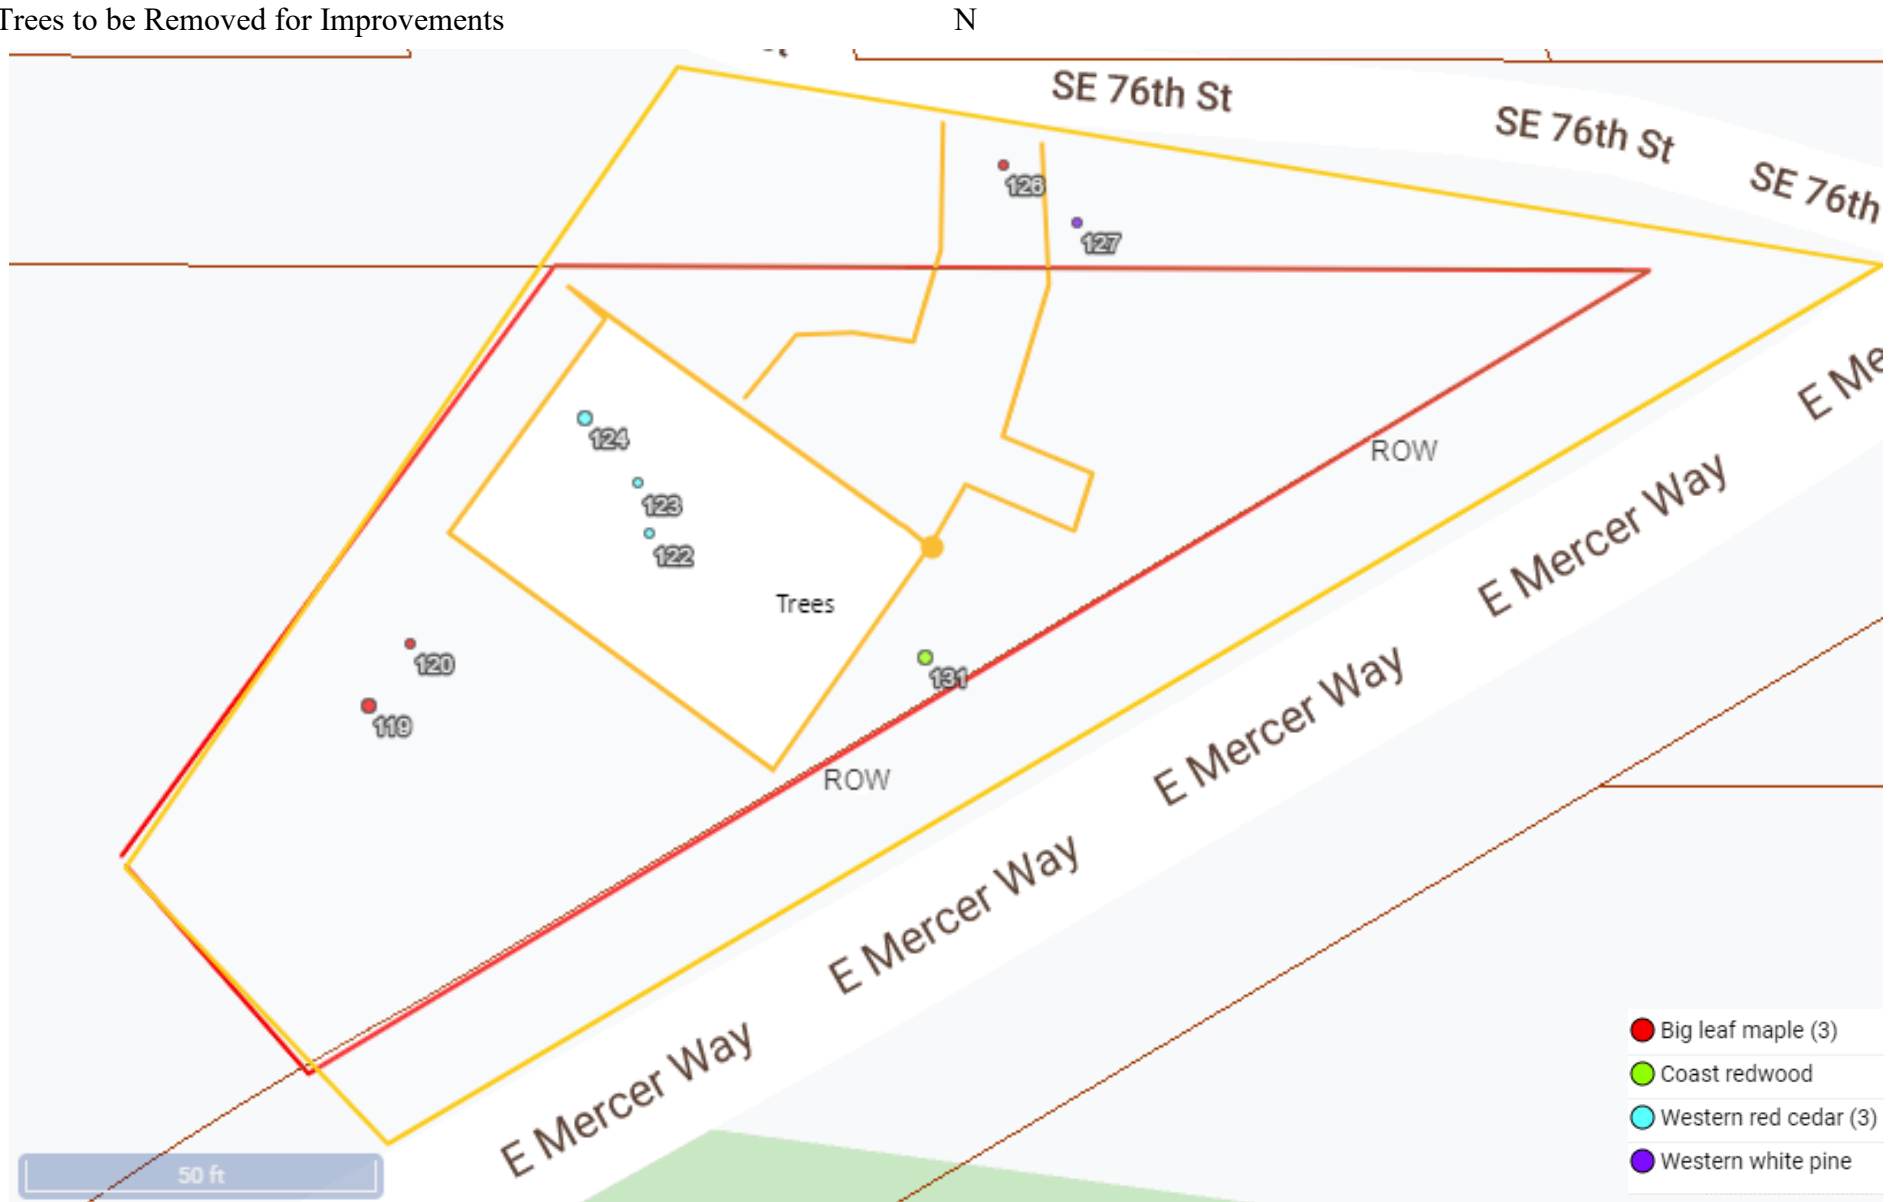 Trees to be Removed for Improvements
N
SE 76th St
SE 76th St
SE 76th
126
127
E Me
124
ROW
123
E Mercer Way
122
Trees
120
131
E Mercer Way
119
ROW
E Mercer Way
Big leaf maple (3)
E Mercer Way
Coast redwood
Western red cedar (3)
Western white pine
50 ft